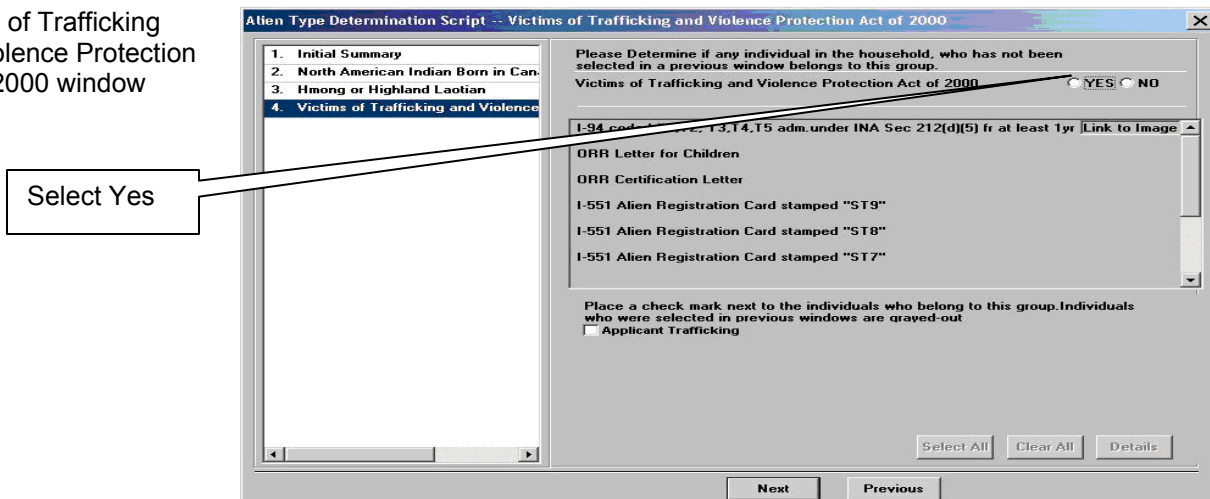 of Trafficking
olence Protection
2000 window
Select Yes
Alien Type Determination Script -- Victims of Trafficking and Violence Protection Act of 2000
1. Initial Summary
2. North American Indian Born in Can
3. Hmong or Highland Laotian
4. Victims of Trafficking and Violence
Please Determine if any individual in the household, who has not been
selected in a previous window belongs to this group.
Victims of Trafficking and Violence Protection Act of 2000 YES NO
I-94 T3,T4,T5 adm.under INA Sec 212(d)(5) fr at least 1yr Link to Image
ORR Letter for Children
ORR Certification Letter
I-551 Alien Registration Card stamped "ST9"
I-551 Alien Registration Card stamped "ST8"
I-551 Alien Registration Card stamped "ST7"
Place a check mark next to the individuals who belong to this group.Individuals
who were selected in previous windows are grayed-out
Applicant Trafficking
Select All Clear All Details
Next Previous